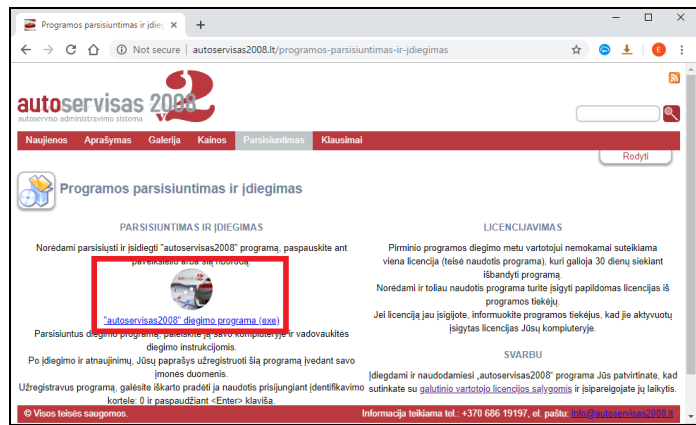 Programos parsisiuntimas ir įdieg
Not secure | autoservisas2008.lt/programos-parsisiuntimas-ir-įdiegimas
E
autoservisas 2008 v2
autoserviso administravimo sistema
Naujienos Aprašymas Galerija Kainos Parsisiuntimas Klausimai
Rodyti
Programos parsisiuntimas ir įdiegimas
PARSISIUNTIMAS IR ĮDIEGIMAS
Norėdami parsisiųsti ir įsidiegti "autoservisas2008" programą, paspauskite ant
paveikslėlio arba šią nuorodą:
"autoservisas2008" diegimo programa (exe)
Parsisiuntus diegimo programą, paleiskite ją savo kompiuteryje ir vadovaukitės
diegimo instrukcijomis.
Po įdiegimo ir atnaujinimų, Jūsų paprašys užregistruoti šią programą įvedant savo
įmonės duomenis.
Užregistravus programą, galėsite iškarto pradėti ja naudotis prisijungiant įdentifikavimo
kortele: 0 ir paspaudžiant <Enter> klavišą.
LICENCIJAVIMAS
Pirminio programos diegimo metu vartotojui nemokamai suteikiama
viena licencija (teisė naudotis programa), kuri galioja 30 dienų siekiant
išbandyti programą.
Norėdami ir toliau naudotis programa turite įsigyti papildomas licencijas iš
programos tiekėjų.
Jei licenciją jau įsigijote, informuokite programos tiekėjus, kad jie aktyvuotų
įsigytas licencijas Jūsų kompiuteryje.
SVARBU
Įdiegdami ir naudodamiesi „autoservisas2008" programa Jūs patvirtinate, kad
sutinkate su galutinio vartotojo licencijos sąlygomis ir įsipareigojate jų laikytis.
© Visos teisės saugomos. Informacija teikiama tel.: +370 686 19197, el. paštu: info@autoservisas2008.lt